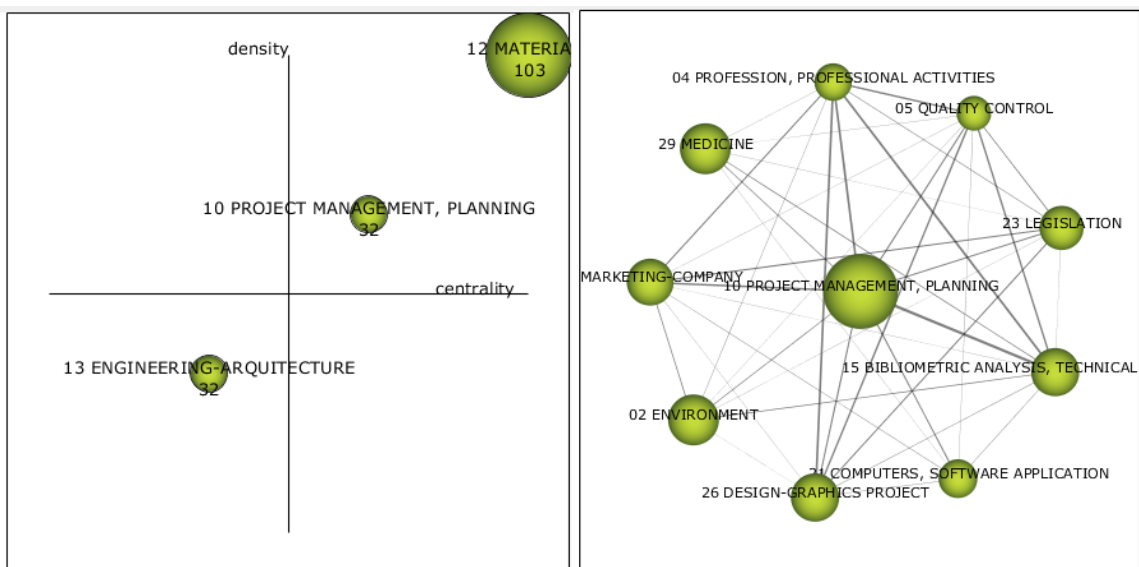 density
12 MATERIA
103
10 PROJECT MANAGEMENT, PLANNING
32
centrality
13 ENGINEERING-ARQUITECTURE
32
04 PROFESSION, PROFESSIONAL ACTIVITIES
05 QUALITY CONTROL
29 MEDICINE
23 LEGISLATION
MARKETING-COMPANY
10 PROJECT MANAGEMENT, PLANNING
15 BIBLIOMETRIC ANALYSIS, TECHNICAL
02 ENVIRONMENT
21 COMPUTERS, SOFTWARE APPLICATION
26 DESIGN-GRAPHICS PROJECT